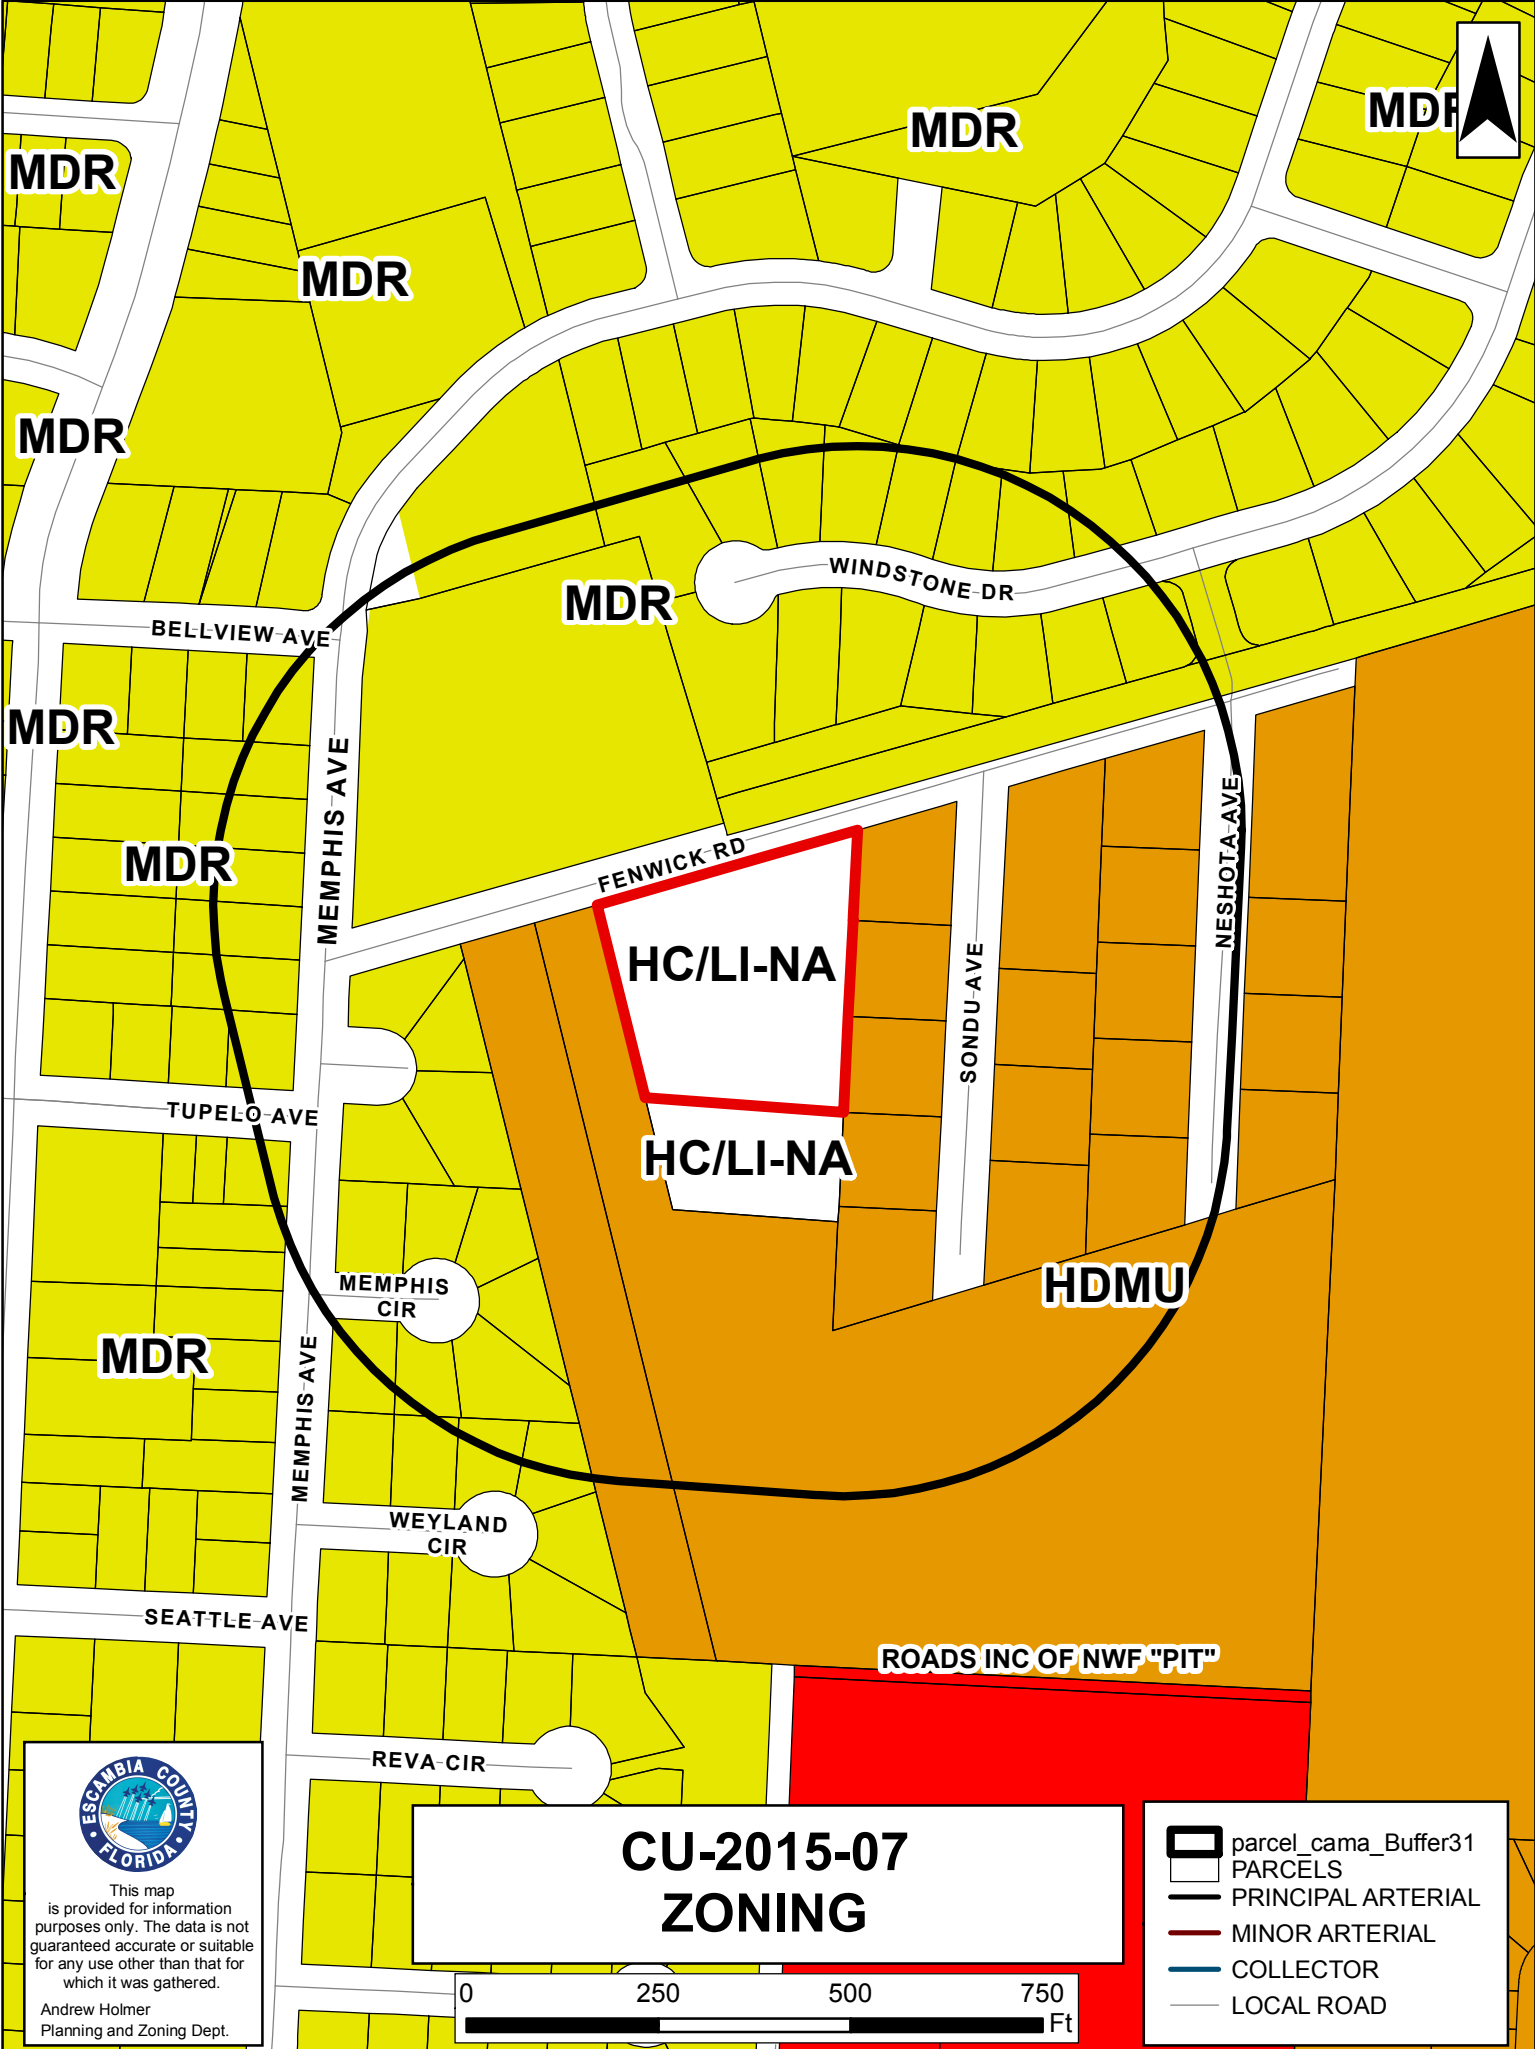 MDR
MDR
MDR
MDR
MDR
MDR
WINDSTONE DR
MDR
BELLVIEW AVE
MDR
MEMPHIS AVE
NESHOTA AVE
MDR
FENWICK RD
HC/LI-NA
SONDU AVE
TUPELO AVE
HC/LI-NA
MEMPHIS
CIR
HDMU
MDR
MEMPHIS AVE
WEYLAND
CIR
SEATTLE AVE
ROADS INC OF NWF "PIT"
REVA CIR
ESCAMBIA COUNTY
FLORIDA
This map
is provided for information
purposes only. The data is not
guaranteed accurate or suitable
for any use other than that for
which it was gathered.
Andrew Holmer
Planning and Zoning Dept.
CU-2015-07
ZONING
0 250 500 750
Ft
parcel_cama_Buffer31
PARCELS
PRINCIPAL ARTERIAL
MINOR ARTERIAL
COLLECTOR
LOCAL ROAD